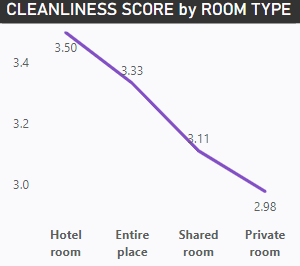 CLEANLINESS SCORE by ROOM TYPE
3.50
3.4
3.33
3.2
3.11
3.0
2.98
Hotel room
Entire place
Shared room
Private room